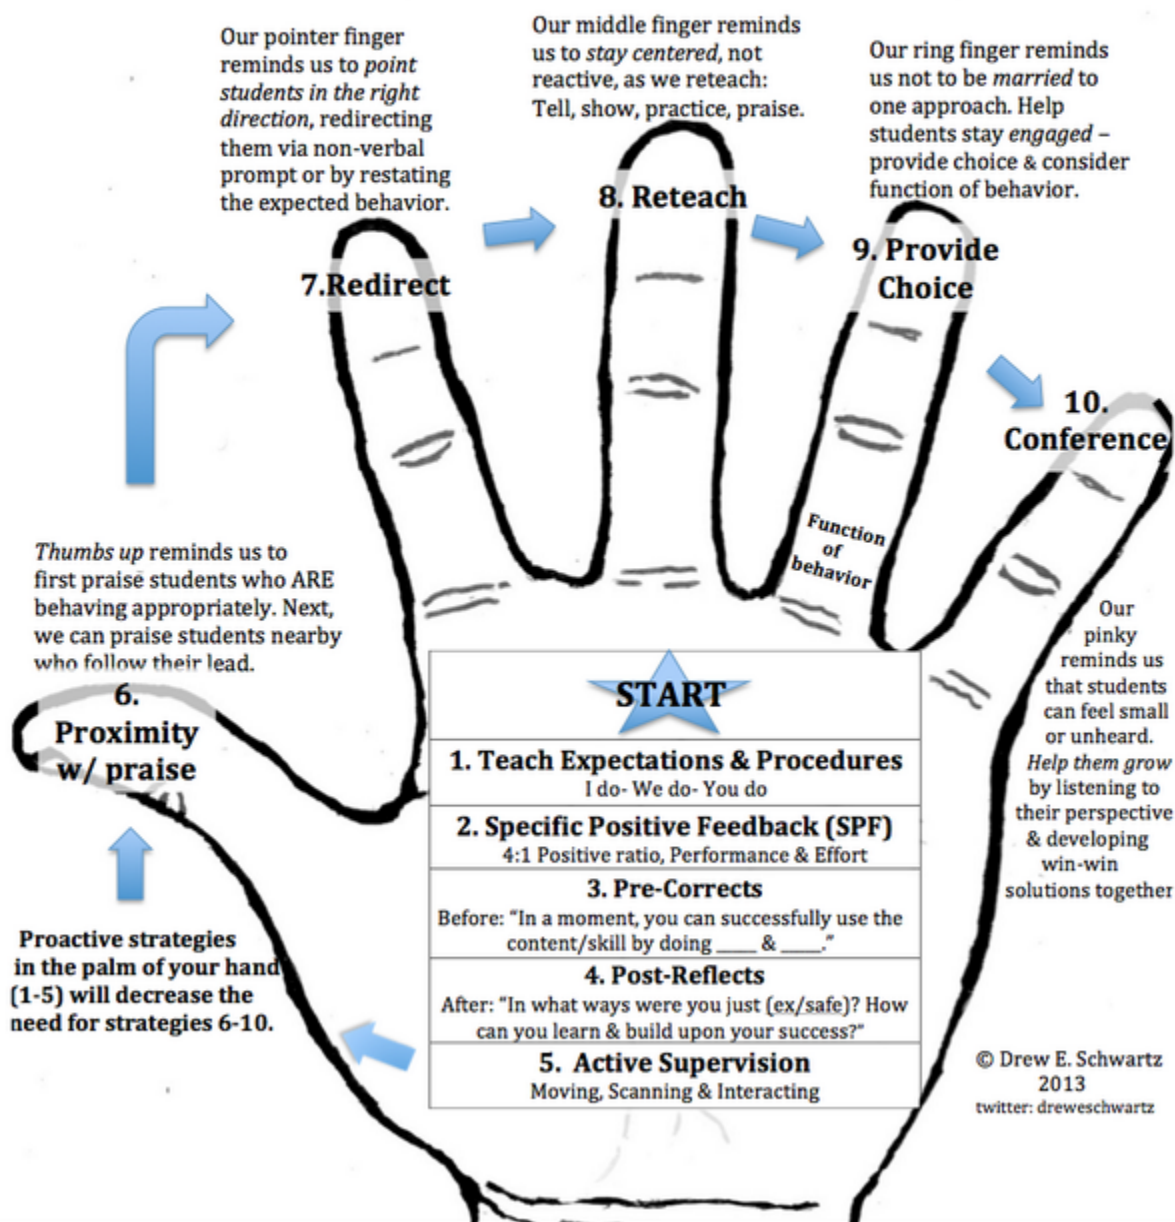 Our pointer finger
reminds us to point
students in the right
direction, redirecting
them via non-verbal
prompt or by restating
the expected behavior.
Our middle finger reminds
us to stay centered, not
reactive, as we reteach:
Tell, show, practice, praise.
Our ring finger reminds
us not to be married to
one approach. Help
students stay engaged –
provide choice & consider
function of behavior.
7.Redirect
8. Reteach
9. Provide
Choice
10.
Conference
Function
of
behavior
Thumbs up reminds us to
first praise students who ARE
behaving appropriately. Next,
we can praise students nearby
who follow their lead.
6.
Proximity
w/ praise
Our
pinky
reminds us
that students
can feel small
or unheard.
Help them grow
by listening to
their perspective
& developing
win-win
solutions together
START
1. Teach Expectations & Procedures
I do- We do- You do
2. Specific Positive Feedback (SPF)
4:1 Positive ratio, Performance & Effort
3. Pre-Corrects
Before: “In a moment, you can successfully use the
content/skill by doing ____ & ____.”
4. Post-Reflects
After: “In what ways were you just (ex/safe)? How
can you learn & build upon your success?”
5. Active Supervision
Moving, Scanning & Interacting
Proactive strategies
in the palm of your hand
(1-5) will decrease the
need for strategies 6-10.
© Drew E. Schwartz
2013
twitter: dreweschwartz